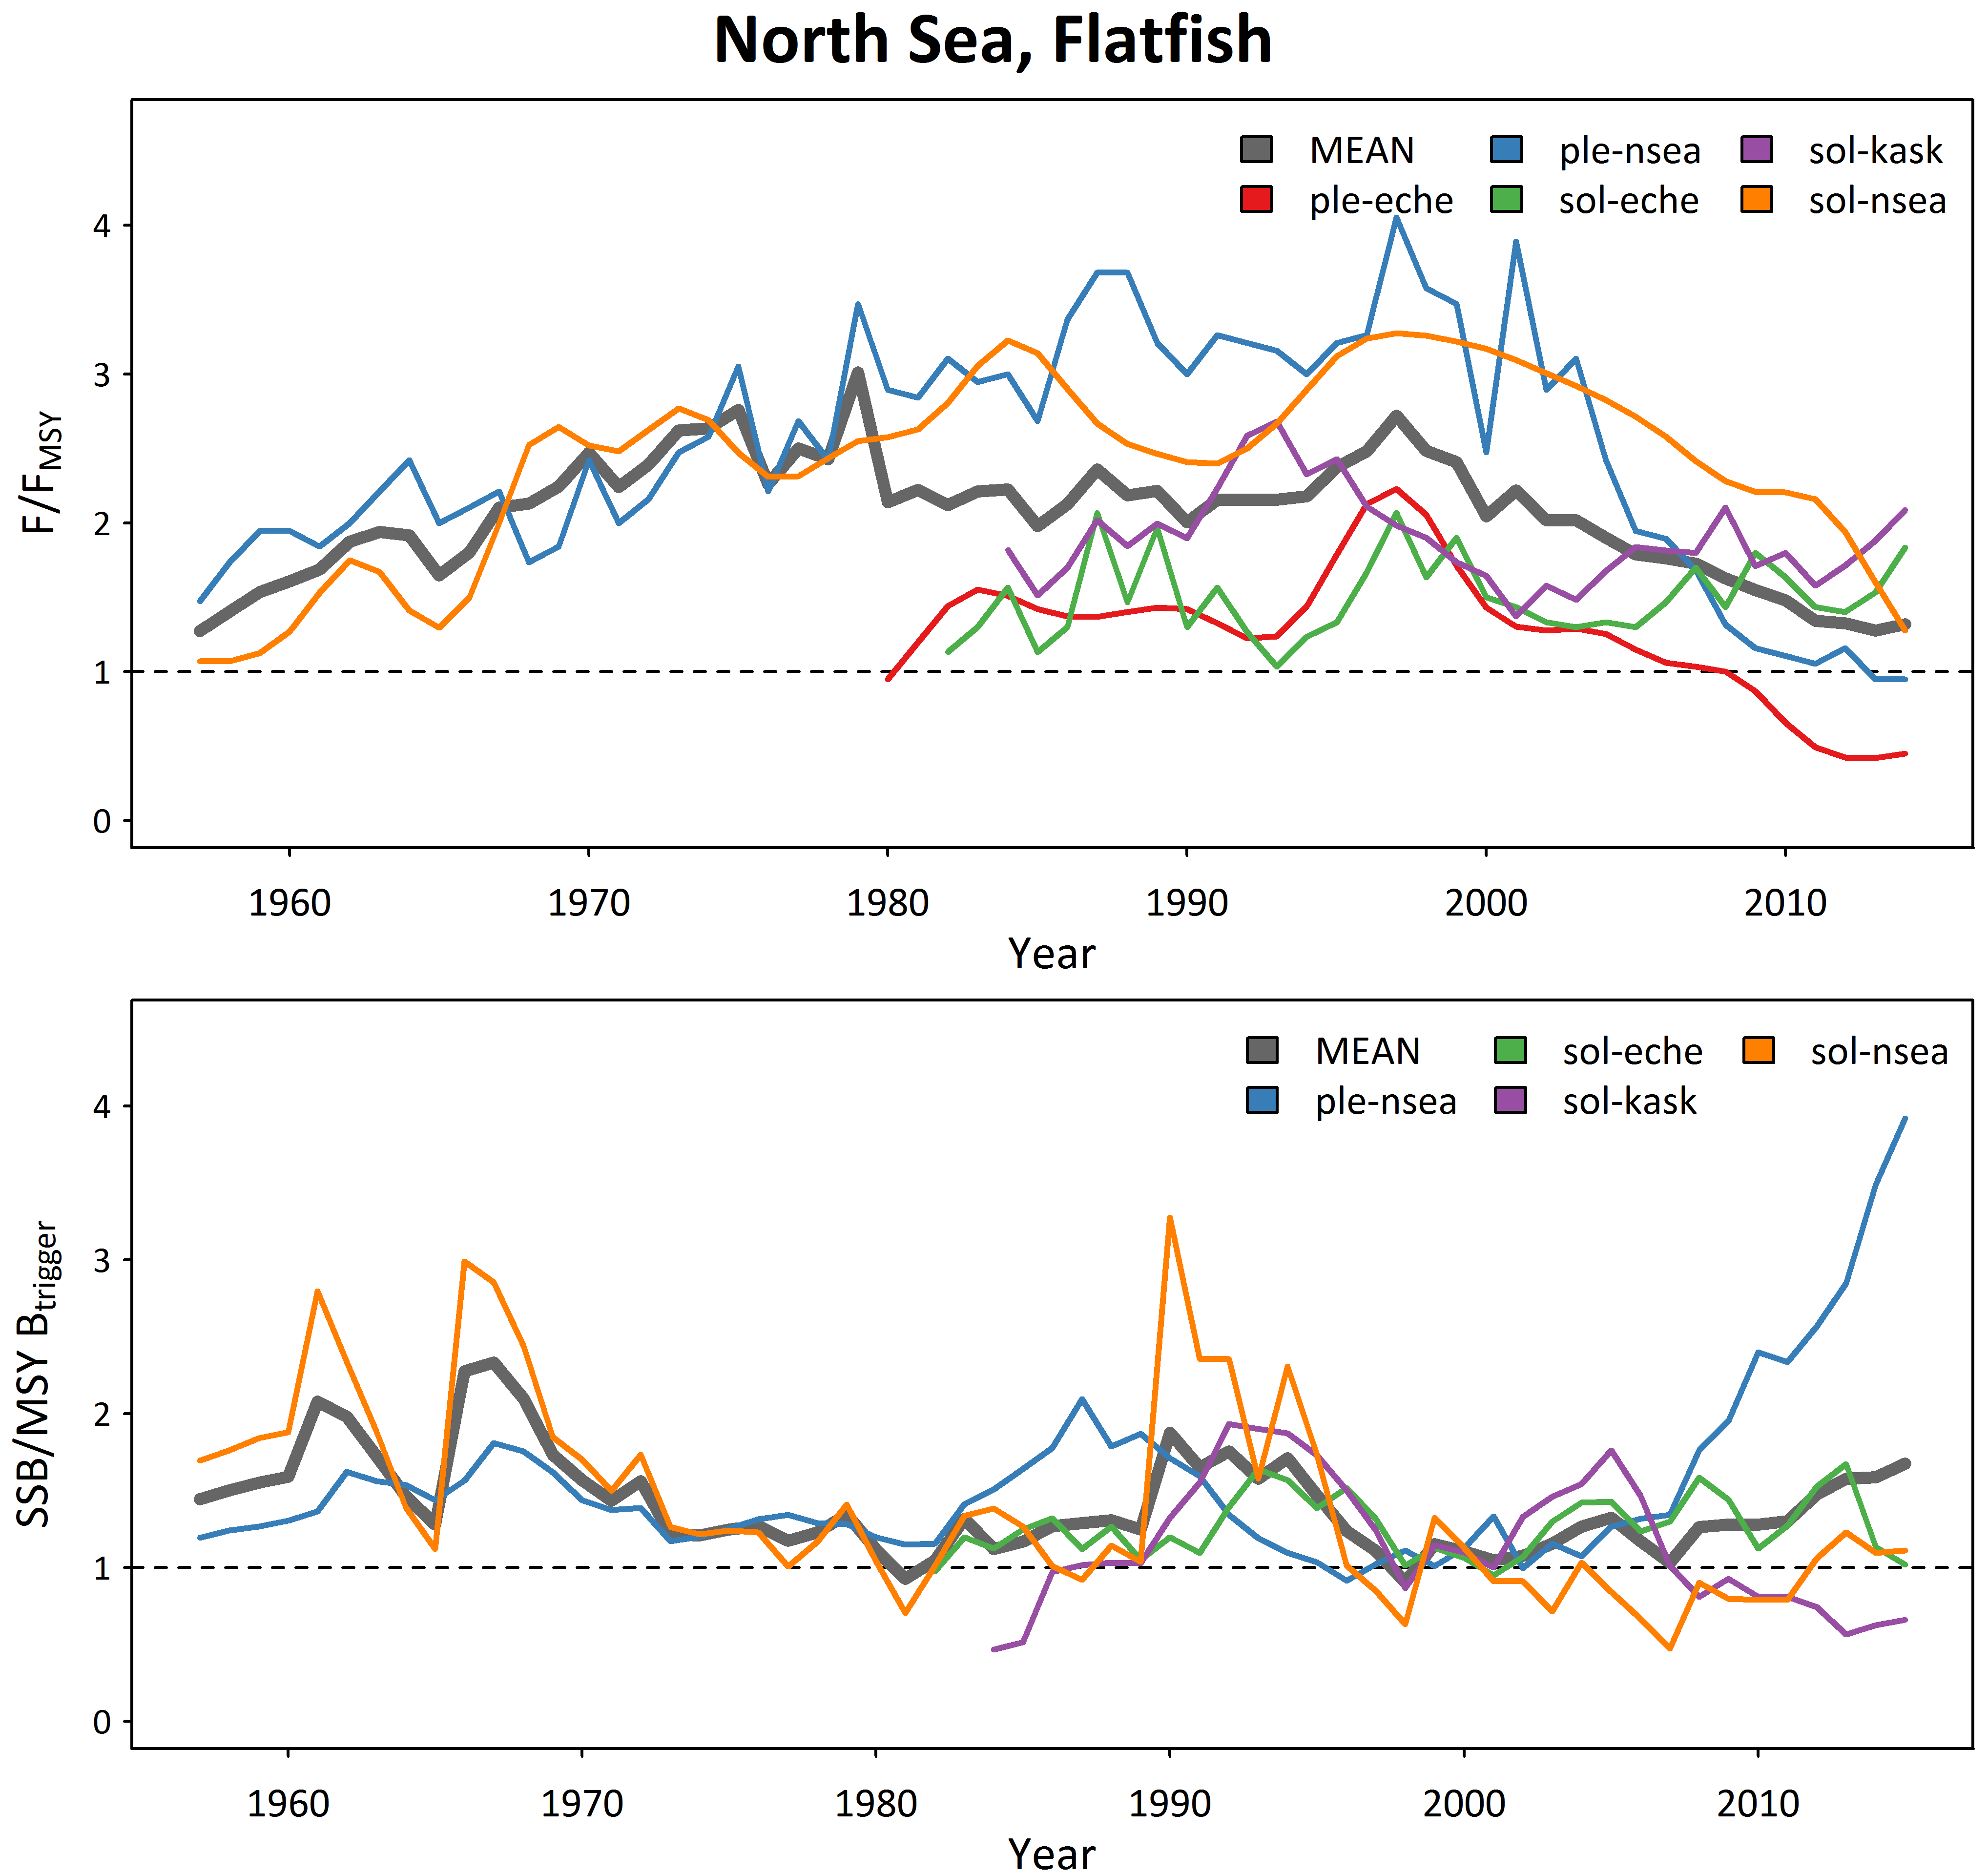 North Sea, Flatfish
MEAN ple-nsea sol-kask
ple-eche sol-eche sol-nsea
F/FMSY
4
3
2
1
0
1960 1970 1980 1990 2000 2010
Year
MEAN sol-eche sol-nsea
ple-nsea sol-kask
SSB/MSY Btrigger
4
3
2
1
0
1960 1970 1980 1990 2000 2010
Year